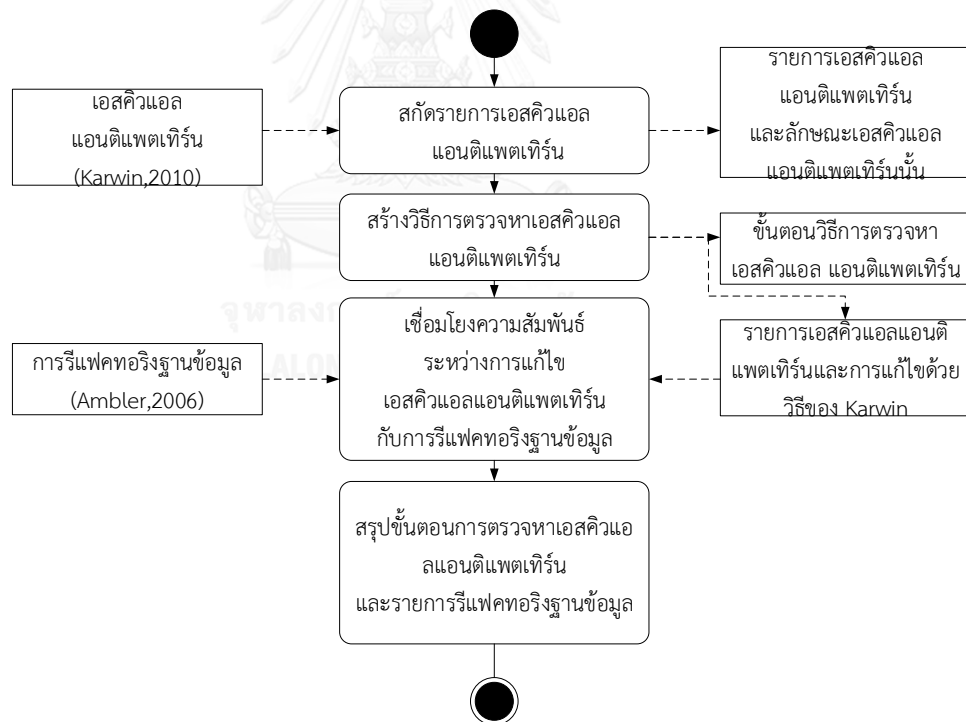 เอสคิวแอล
แอนติแพตเทิร์น
(Karwin,2010)
สกัดรายการเอสคิวแอล
แอนติแพตเทิร์น
รายการเอสคิวแอล
แอนติแพตเทิร์น
และลักษณะเอสคิวแอล
แอนติแพตเทิร์นนั้น
สร้างวิธีการตรวจหาเอสคิวแอล
แอนติแพตเทิร์น
ขั้นตอนวิธีการตรวจหา
เอสคิวแอล แอนติแพตเทิร์น
การรีแฟคทอริงฐานข้อมูล
(Ambler,2006)
เชื่อมโยงความสัมพันธ์
ระหว่างการแก้ไข
เอสคิวแอลแอนติแพตเทิร์น
กับการรีแฟคทอริงฐานข้อมูล
รายการเอสคิวแอลแอนติ
แพตเทิร์นและการแก้ไขด้วย
วิธีของ Karwin
สรุปขั้นตอนการตรวจหาเอสคิวแอ
ลแอนติแพตเทิร์น
และรายการรีแฟคทอริงฐานข้อมูล